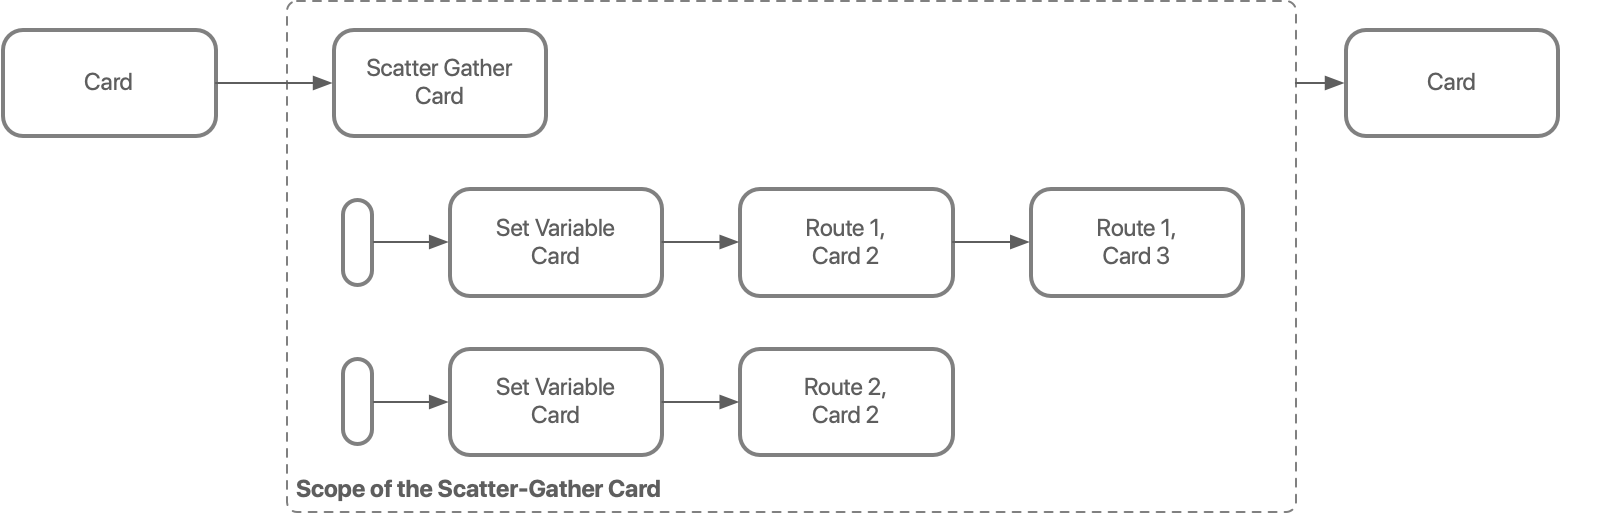 Card
Scatter Gather
Card
Card
Set Variable
Card
Route 1,
Card 2
Route 1,
Card 3
Set Variable
Card
Route 2,
Card 2
Scope of the Scatter-Gather Card